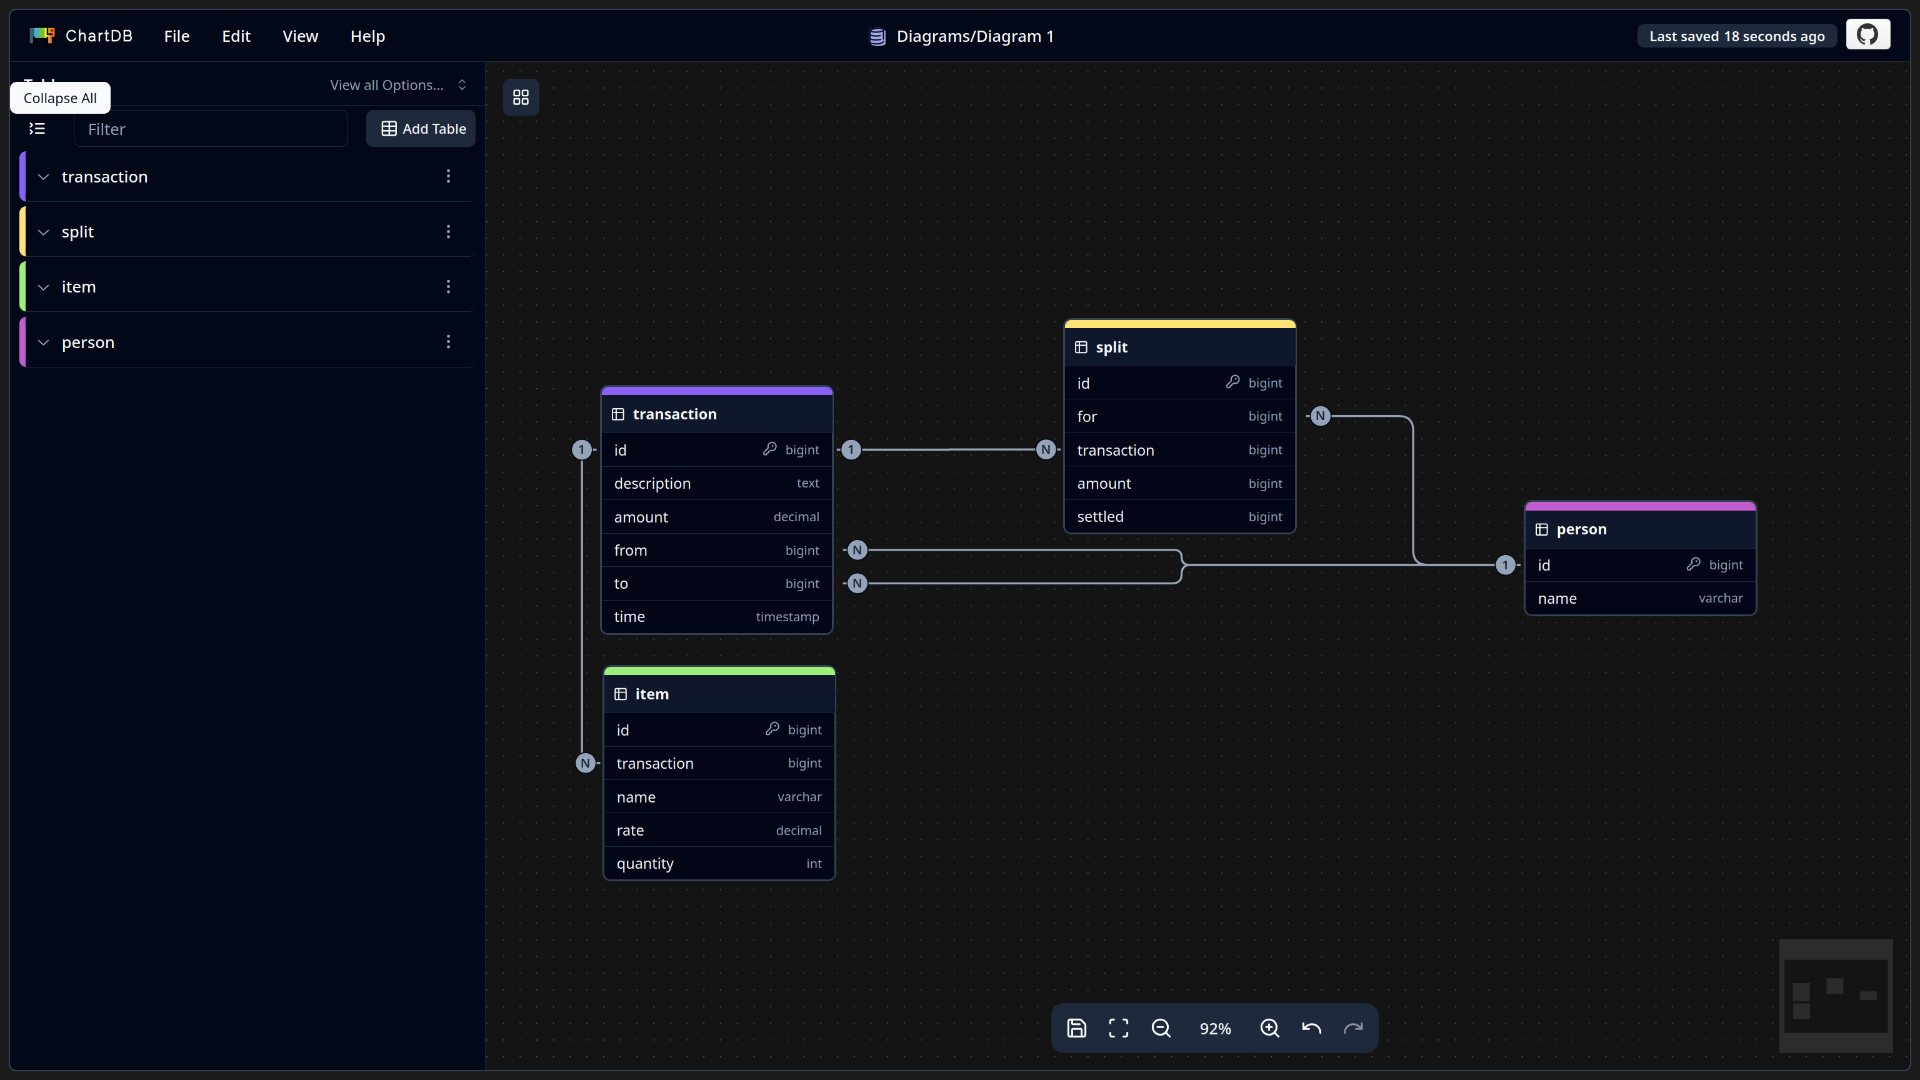 ChartDB File Edit View Help
Diagrams/Diagram 1
Last saved 18 seconds ago
View all Options...
Collapse All
Filter
Add Table
transaction
split
item
person
transaction
id bigint
description text
amount decimal
from bigint
to bigint
time timestamp
split
id bigint
for bigint
transaction bigint
amount bigint
settled bigint
person
id bigint
name varchar
item
id bigint
transaction bigint
name varchar
rate decimal
quantity int
1
1
N
N
N
N
1
N
92%